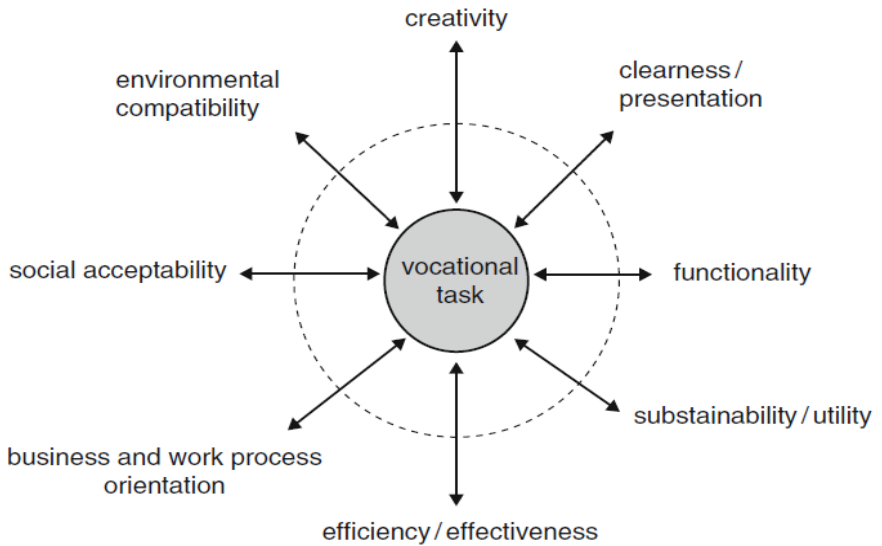 creativity
environmental
compatibility
clearness /
presentation
social acceptability
vocational
task
functionality
substainability / utility
business and work process
orientation
efficiency / effectiveness